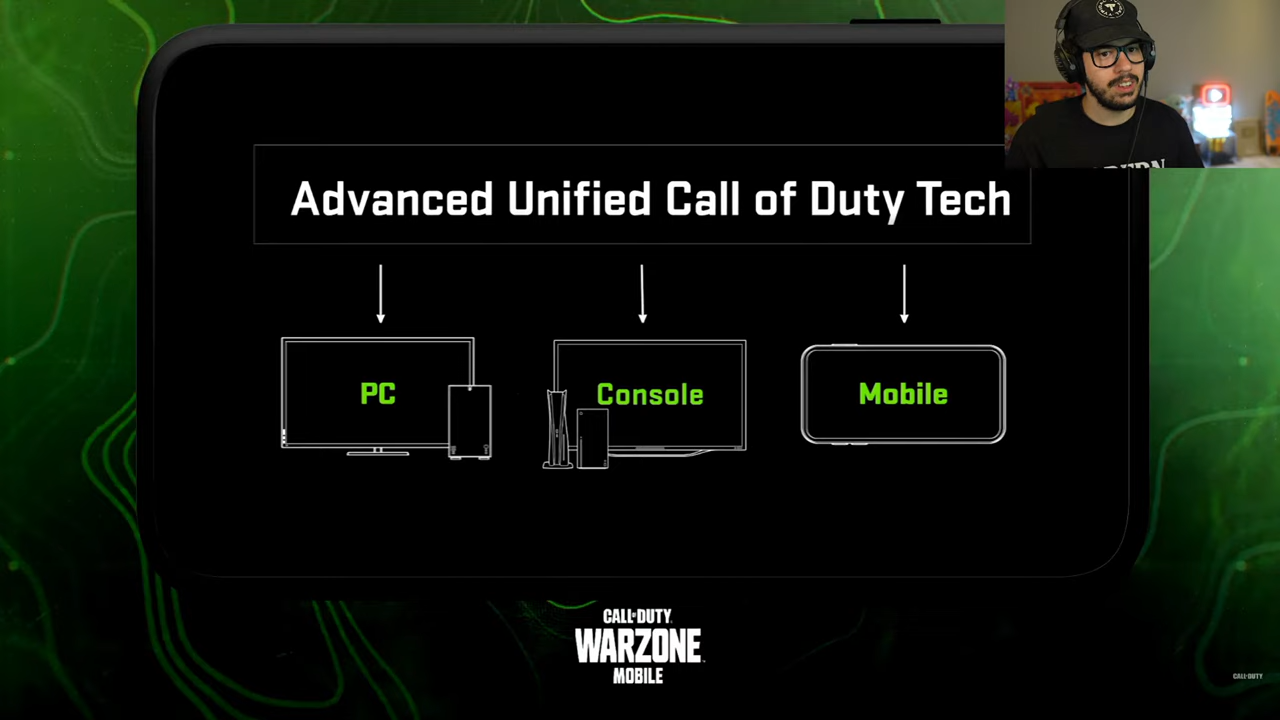 Advanced Unified Call of Duty Tech
PC
Console
Mobile
CALL OF DUTY
WARZONE
MOBILE
CALL OF DUTY